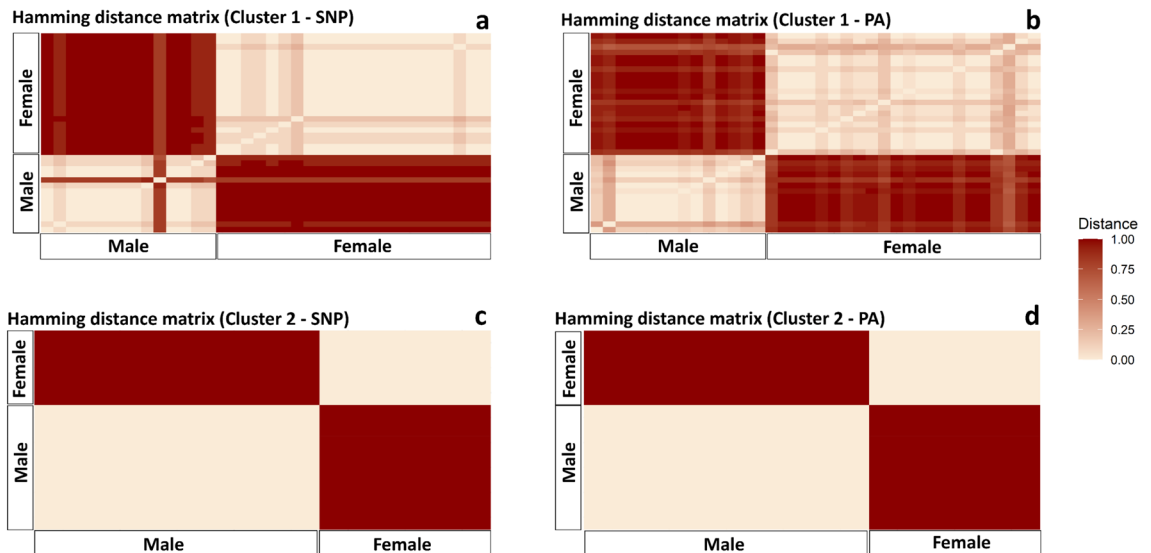 Hamming distance matrix (Cluster 1 - SNP) a
Female
Male
Male Female
Hamming distance matrix (Cluster 1 - PA) b
Female
Male
Male Female
Distance
1.00
0.75
0.50
0.25
0.00
Hamming distance matrix (Cluster 2 - SNP) c
Female
Male
Male Female
Hamming distance matrix (Cluster 2 - PA) d
Female
Male
Male Female